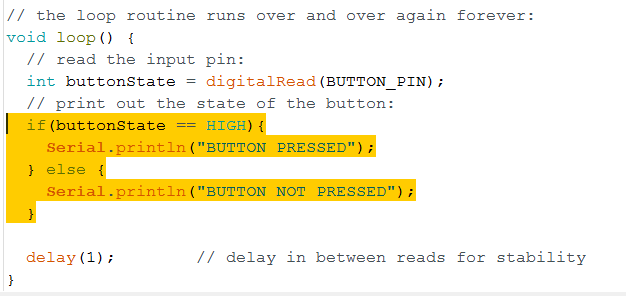 // the loop routine runs over and over again forever:
void loop() {
  // read the input pin:
  int buttonState = digitalRead(BUTTON_PIN);
  // print out the state of the button:
  if(buttonState == HIGH){
    Serial.println("BUTTON PRESSED");
  } else {
    Serial.println("BUTTON NOT PRESSED");
  }
  delay(1);        // delay in between reads for stability
}